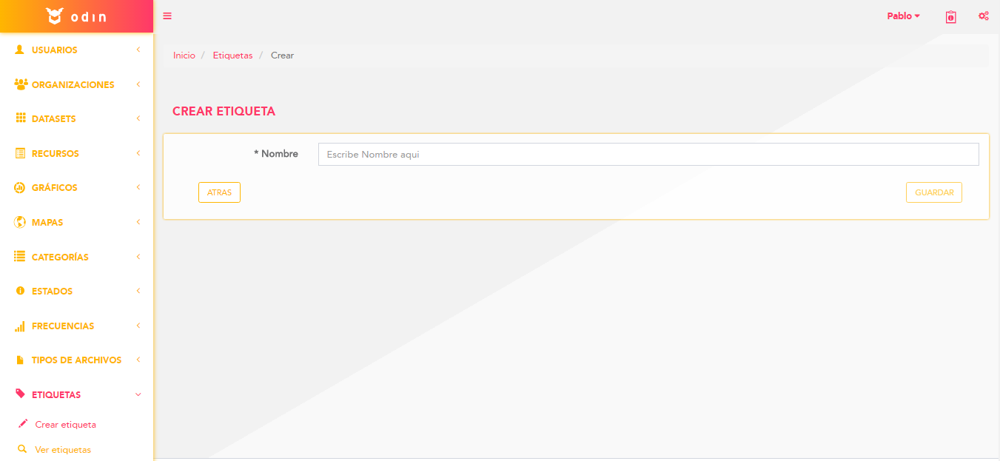 odin
Pablo
USUARIOS
ORGANIZACIONES
DATASETS
RECURSOS
GRÁFICOS
MAPAS
CATEGORÍAS
ESTADOS
FRECUENCIAS
TIPOS DE ARCHIVOS
ETIQUETAS
Crear etiqueta
Ver etiquetas
Inicio / Etiquetas / Crear
CREAR ETIQUETA
* Nombre Escribe Nombre aqui
ATRAS GUARDAR